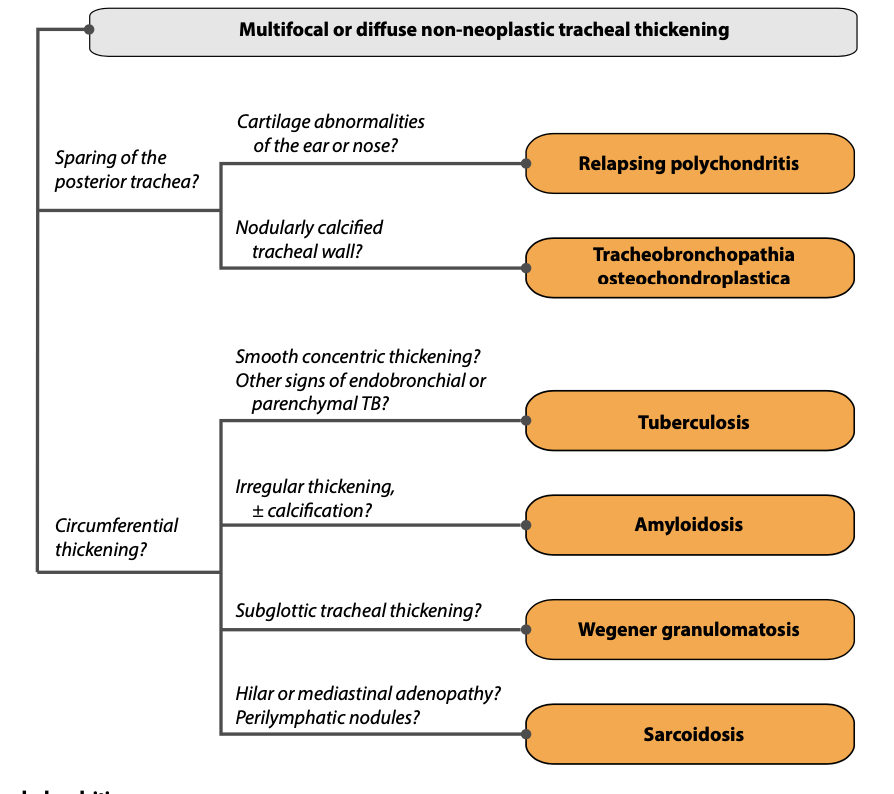 Multifocal or diffuse non-neoplastic tracheal thickening
Cartilage abnormalities
of the ear or nose?
Sparing of the
posterior trachea?
Relapsing polychondritis
Nodularly calcified
tracheal wall?
Tracheobronchopathia
osteochondroplastica
Smooth concentric thickening?
Other signs of endobronchial or
parenchymal TB?
Tuberculosis
Irregular thickening,
± calcification?
Amyloidosis
Circumferential
thickening?
Subglottic tracheal thickening?
Wegener granulomatosis
Hilar or mediastinal adenopathy?
Perilymphatic nodules?
Sarcoidosis